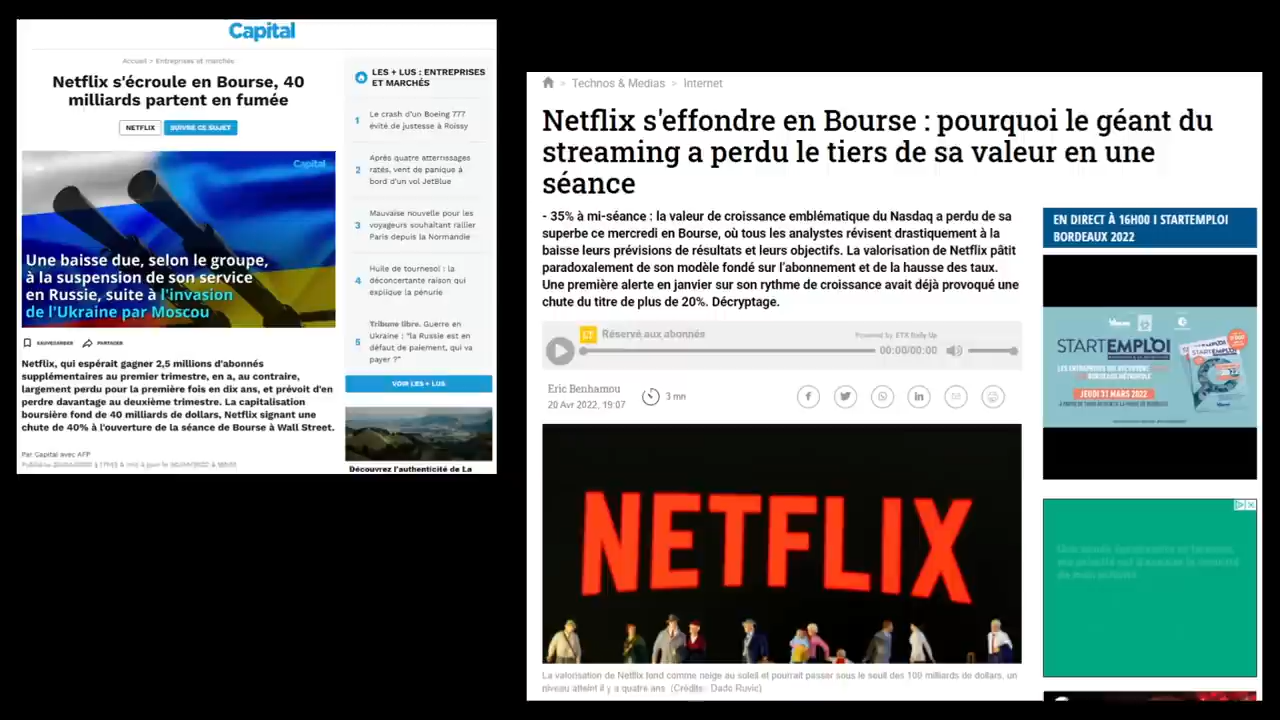 Capital
Accueil > Entreprises et marchés
Netflix s'écroule en Bourse, 40
milliards partent en fumée
NETFLIX
SUIVRE CE SUJET
Capital
Une baisse due, selon le groupe,
à la suspension de son service
en Russie, suite à l'invasion
de l'Ukraine par Moscou
SAUVEGARDER
PARTAGER
Netflix, qui espérait gagner 2,5 millions d'abonnés
supplémentaires au premier trimestre, en a, au contraire,
largement perdu pour la première fois en dix ans, et prévoit d'en
perdre davantage au deuxième trimestre. La capitalisation
boursière fond de 40 milliards de dollars, Netflix signant une
chute de 40% à l'ouverture de la séance de Bourse à Wall Street.
Par Capital avec AFP
LES + LUS : ENTREPRISES
ET MARCHÉS
1
Le crash d'un Boeing 777
évité de justesse à Roissy
2
Après quatre atterrissages
ratés, vent de panique à
bord d'un vol JetBlue
3
Mauvaise nouvelle pour les
voyageurs souhaitant rallier
Paris depuis la Normandie
4
Huile de tournesol : la
déconcertante raison qui
explique la pénurie
5
Tribune libre. Guerre en
Ukraine : "la Russie est en
défaut de paiement, qui va
payer ?"
VOIR LES + LUS
Découvrez l'authenticité de La
> Technos & Medias > Internet
Netflix s'effondre en Bourse : pourquoi le géant du
streaming a perdu le tiers de sa valeur en une
séance
- 35% à mi-séance : la valeur de croissance emblématique du Nasdaq a perdu de sa
superbe ce mercredi en Bourse, où tous les analystes révisent drastiquement à la
baisse leurs prévisions de résultats et leurs objectifs. La valorisation de Netflix pâtit
paradoxalement de son modèle fondé sur l'abonnement et de la hausse des taux.
Une première alerte en janvier sur son rythme de croissance avait déjà provoqué une
chute du titre de plus de 20%. Décryptage.
Réservé aux abonnés
Powered by ETX Daily Up
00:00/00:00
Eric Benhamou
20 Avr 2022, 19:07
3 mn
NETFLIX
La valorisation de Netflix fond comme neige au soleil et pourrait passer sous le seuil des 100 milliards de dollars, un
niveau atteint il y a quatre ans. (Crédits : Dado Ruvic)
EN DIRECT À 16H00 I STARTEMPLOI
BORDEAUX 2022
STARTEMPLOI
JEUDI 31 MARS 2022